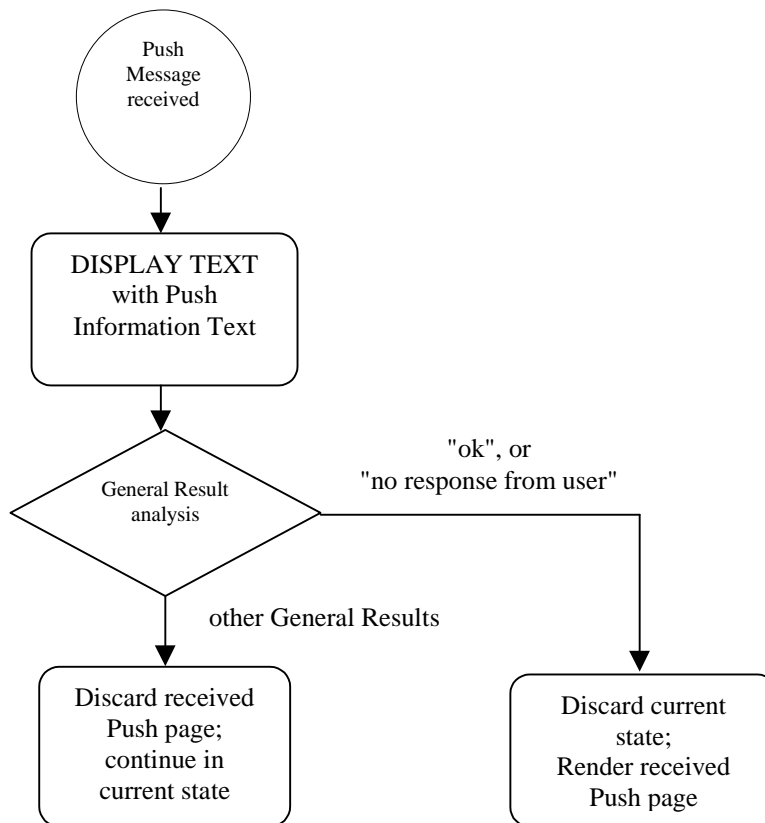 Push
Message
received
DISPLAY TEXT
with Push
Information Text
General Result
analysis
"ok", or
"no response from user"
other General Results
Discard received
Push page;
continue in
current state
Discard current
state;
Render received
Push page